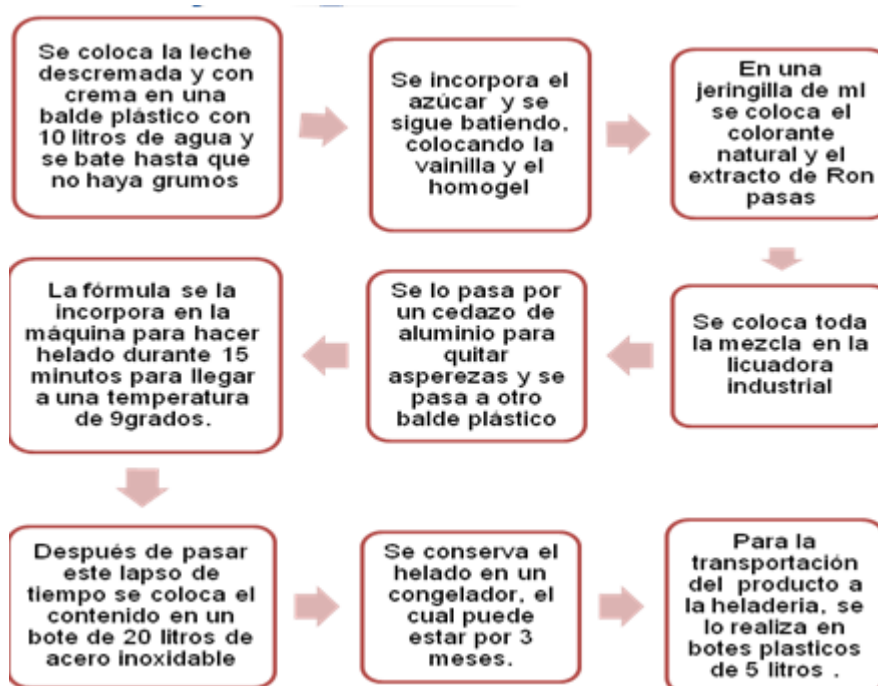 Se coloca la leche
descremada y con
crema en una
balde plástico con
10 litros de agua y
se bate hasta que
no haya grumos
Se incorpora el
azúcar y se
sigue batiendo,
colocando la
vainilla y el
homogel
En una
jeringilla de ml
se coloca el
colorante
natural y el
extracto de Ron
pasas
Se coloca toda
la mezcla en la
licuadora
industrial
Se lo pasa por
un cedazo de
aluminio para
quitar
asperezas y se
pasa a otro
balde plástico
La fórmula se la
incorpora en la
máquina para hacer
helado durante 15
minutos para llegar
a una temperatura
de 9grados.
Después de pasar
este lapso de
tiempo se coloca el
contenido en un
bote de 20 litros de
acero inoxidable
Se conserva el
helado en un
congelador, el
cual puede
estar por 3
meses.
Para la
transportación
del producto a
la heladeria, se
lo realiza en
botes plasticos
de 5 litros .